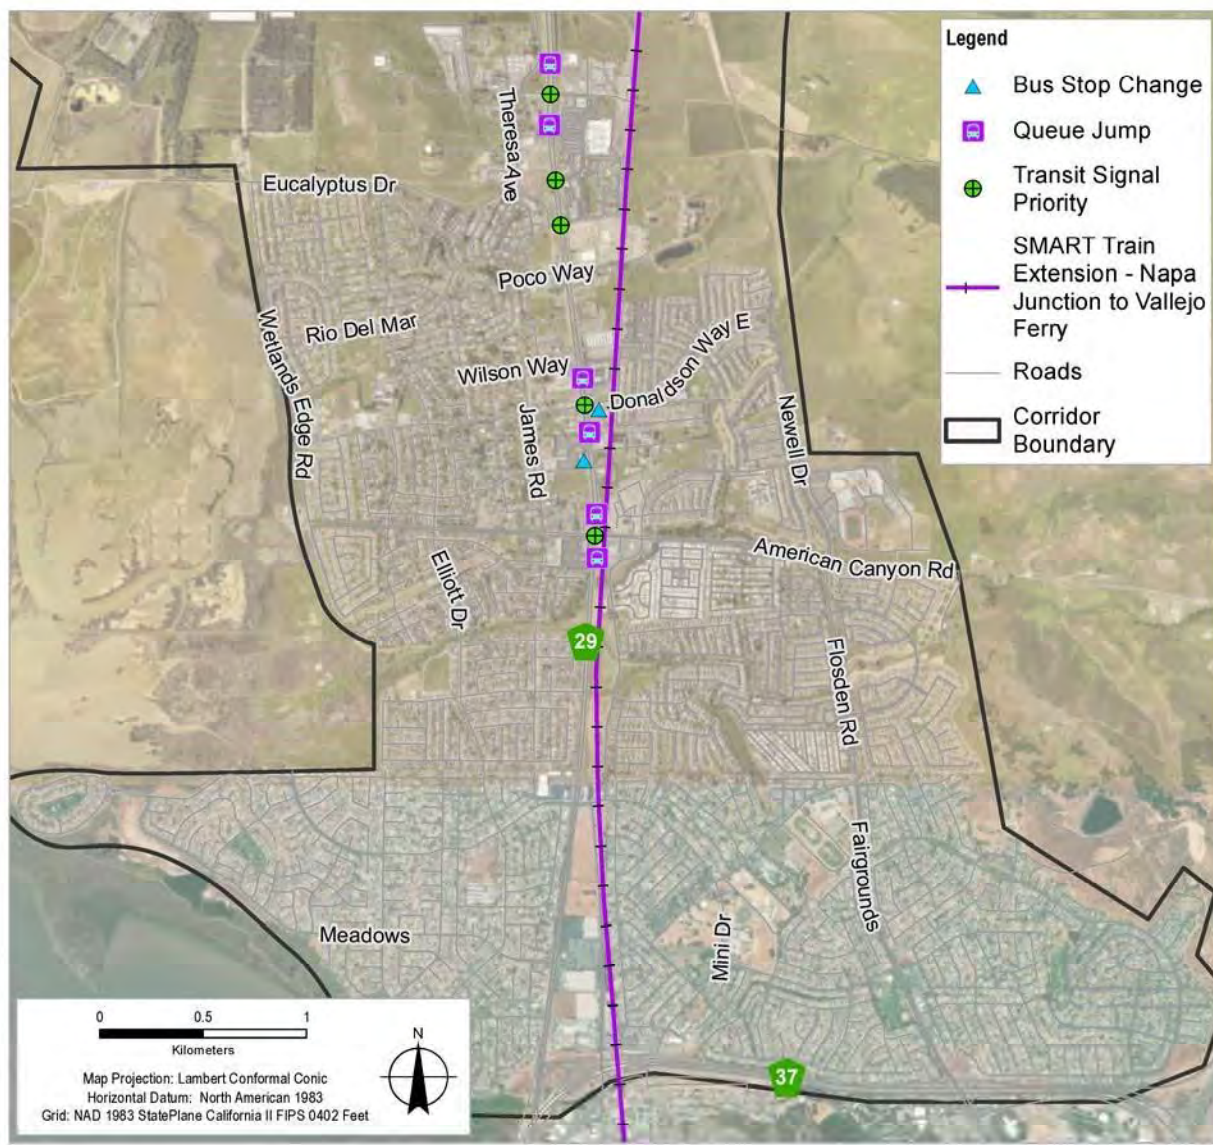 Legend
Bus Stop Change
Queue Jump
Transit Signal
Priority
SMART Train
Extension - Napa
Junction to Vallejo
Ferry
Roads
Corridor
Boundary
Theresa Ave
Eucalyptus Dr
Poco Way
Rio Del Mar
Wetlands Edge Rd
Wilson Way
Donaldson Way E
James Rd
Newell Dr
American Canyon Rd
Elliott Dr
29
Flosden Rd
Fairgrounds
Meadows
Mini Dr
37
0 0.5 1
Kilometers
N
Map Projection: Lambert Conformal Conic
Horizontal Datum: North American 1983
Grid: NAD 1983 StatePlane California II FIPS 0402 Feet